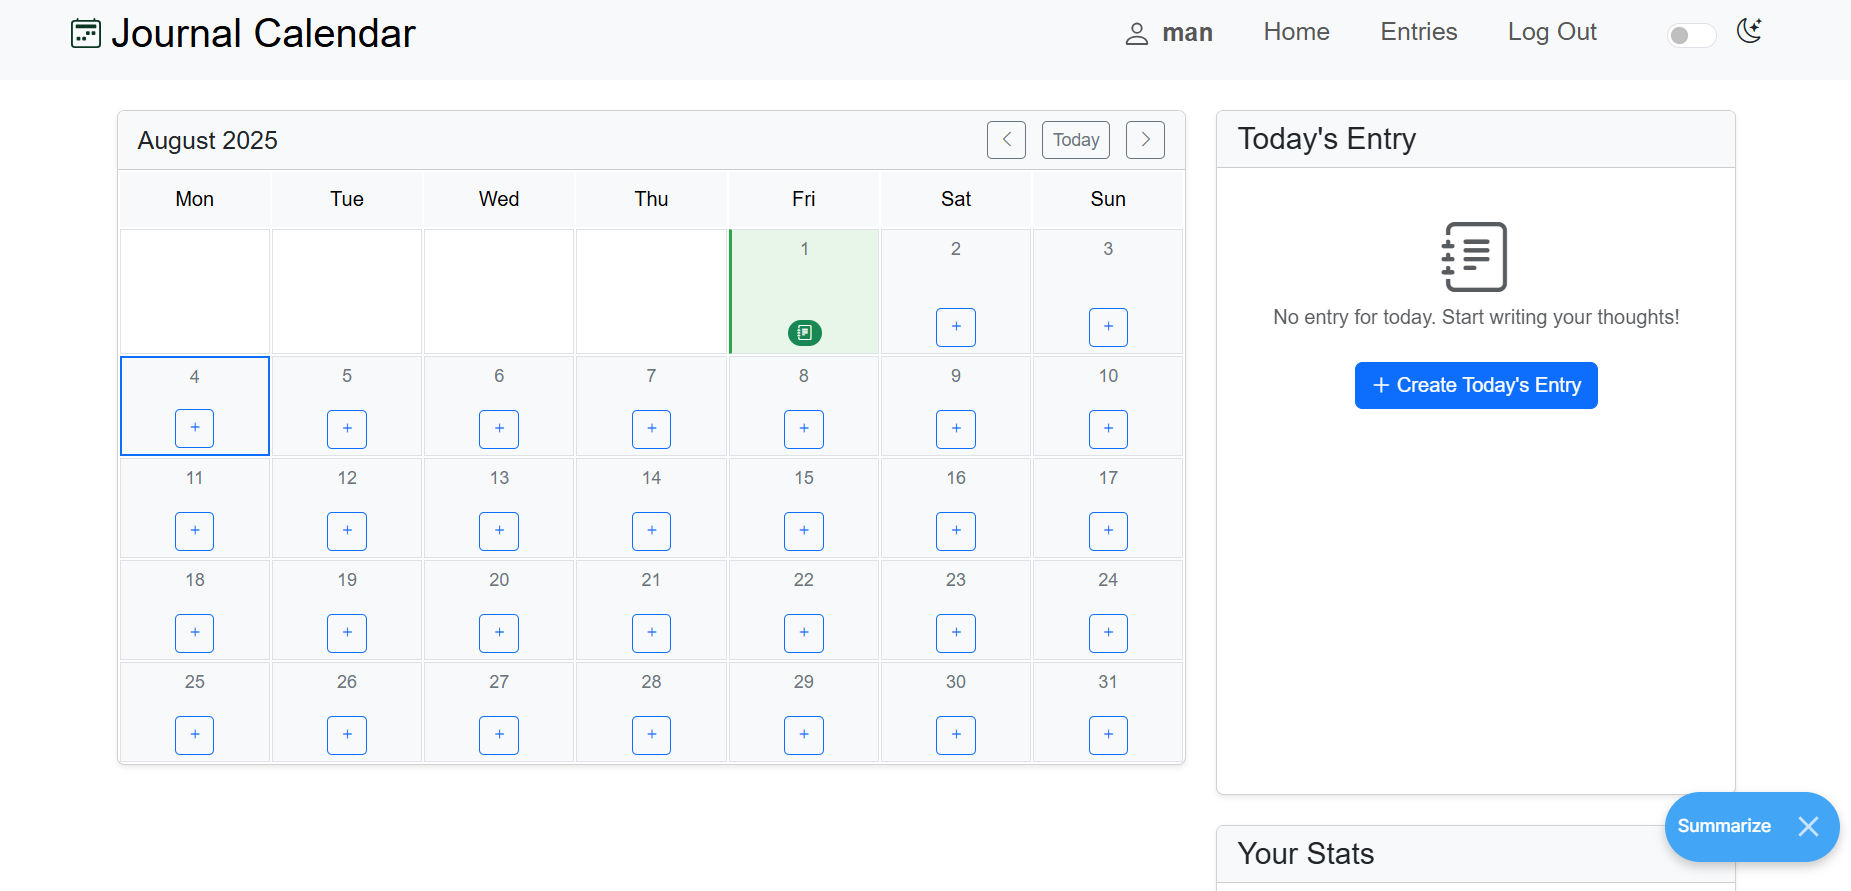 Journal Calendar
man Home Entries Log Out
August 2025
Today
Mon Tue Wed Thu Fri Sat Sun
1 2 3
+ +
4 5 6 7 8 9 10
+ + + + + + +
11 12 13 14 15 16 17
+ + + + + + +
18 19 20 21 22 23 24
+ + + + + + +
25 26 27 28 29 30 31
+ + + + + + +
Today's Entry
No entry for today. Start writing your thoughts!
+ Create Today's Entry
Your Stats
Summarize